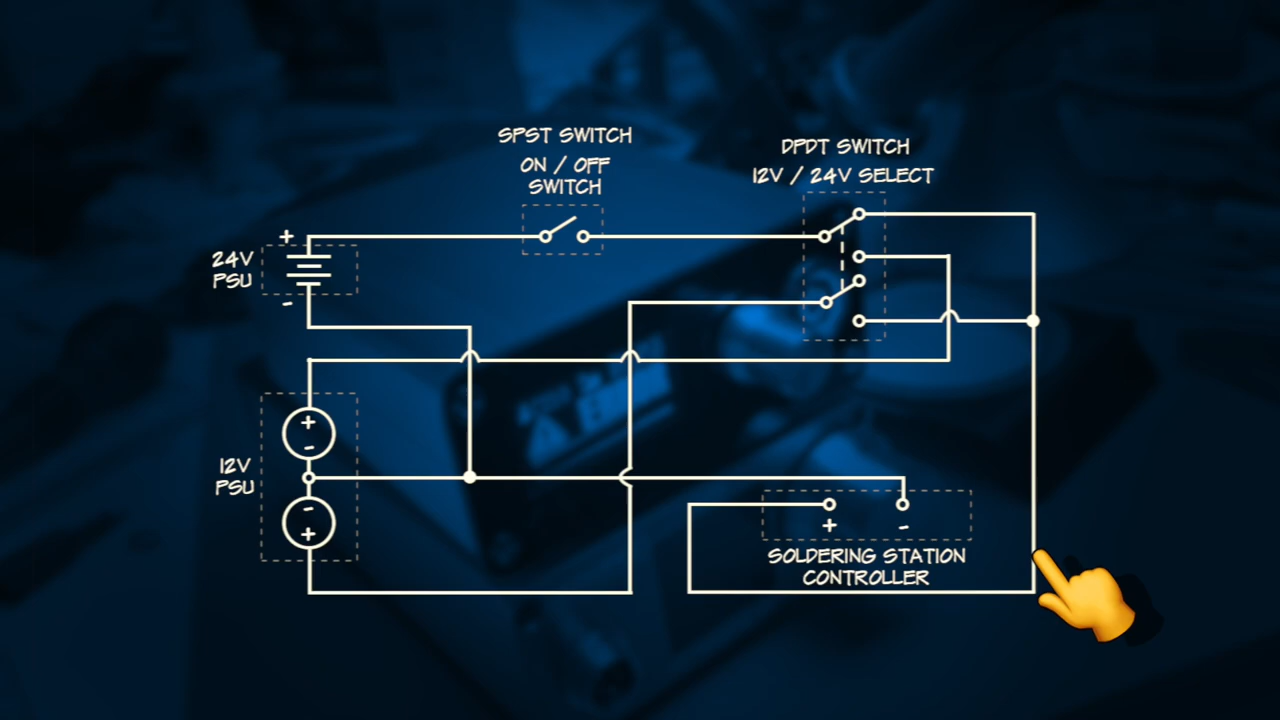 SPST SWITCH
ON / OFF
SWITCH
DPDT SWITCH
12V / 24V SELECT
+
24V
PSU
-
+
-
12V
PSU
-
+
+
-
SOLDERING STATION
CONTROLLER